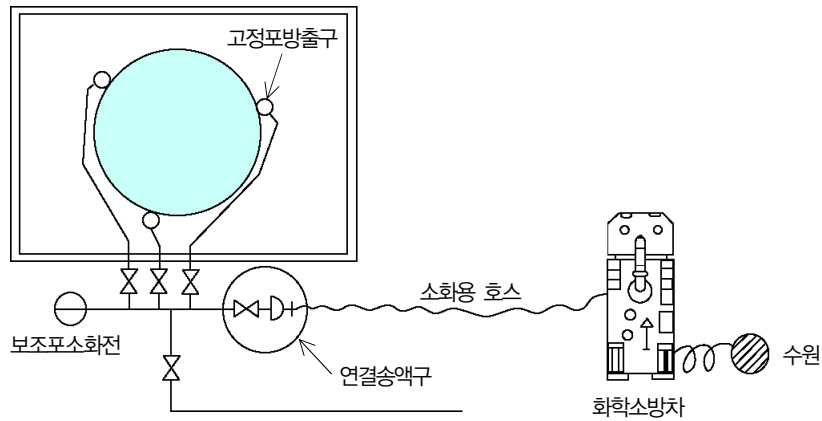 고정포방출구
소화용 호스
보조포소화전
연결송액구
수원
화학소방차